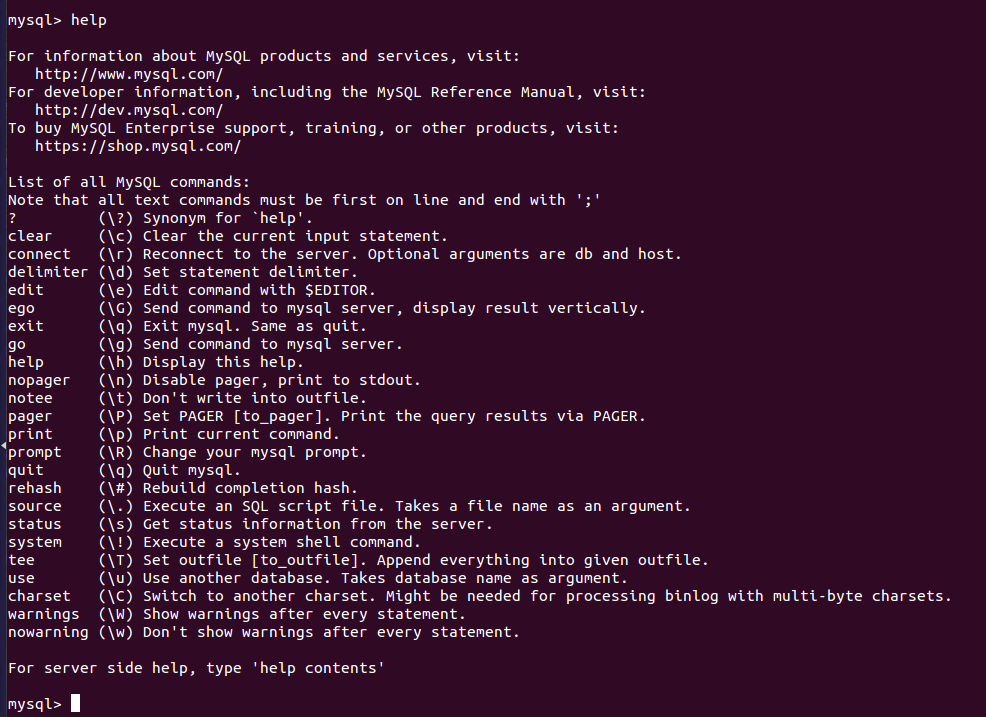 mysql> help
For information about MySQL products and services, visit:
   http://www.mysql.com/
For developer information, including the MySQL Reference Manual, visit:
   http://dev.mysql.com/
To buy MySQL Enterprise support, training, or other products, visit:
   https://shop.mysql.com/
List of all MySQL commands:
Note that all text commands must be first on line and end with ';'
?         (\?) Synonym for `help'.
clear     (\c) Clear the current input statement.
connect   (\r) Reconnect to the server. Optional arguments are db and host.
delimiter (\d) Set statement delimiter.
edit      (\e) Edit command with $EDITOR.
ego       (\G) Send command to mysql server, display result vertically.
exit      (\q) Exit mysql. Same as quit.
go        (\g) Send command to mysql server.
help      (\h) Display this help.
nopager   (\n) Disable pager, print to stdout.
notee     (\t) Don't write into outfile.
pager     (\P) Set PAGER [to_pager]. Print the query results via PAGER.
print     (\p) Print current command.
prompt    (\R) Change your mysql prompt.
quit      (\q) Quit mysql.
rehash    (\#) Rebuild completion hash.
source    (\.) Execute an SQL script file. Takes a file name as an argument.
status    (\s) Get status information from the server.
system    (\!) Execute a system shell command.
tee       (\T) Set outfile [to_outfile]. Append everything into given outfile.
use       (\u) Use another database. Takes database name as argument.
charset   (\C) Switch to another charset. Might be needed for processing binlog with multi-byte charsets.
warnings  (\W) Show warnings after every statement.
nowarning (\w) Don't show warnings after every statement.
For server side help, type 'help contents'
mysql>